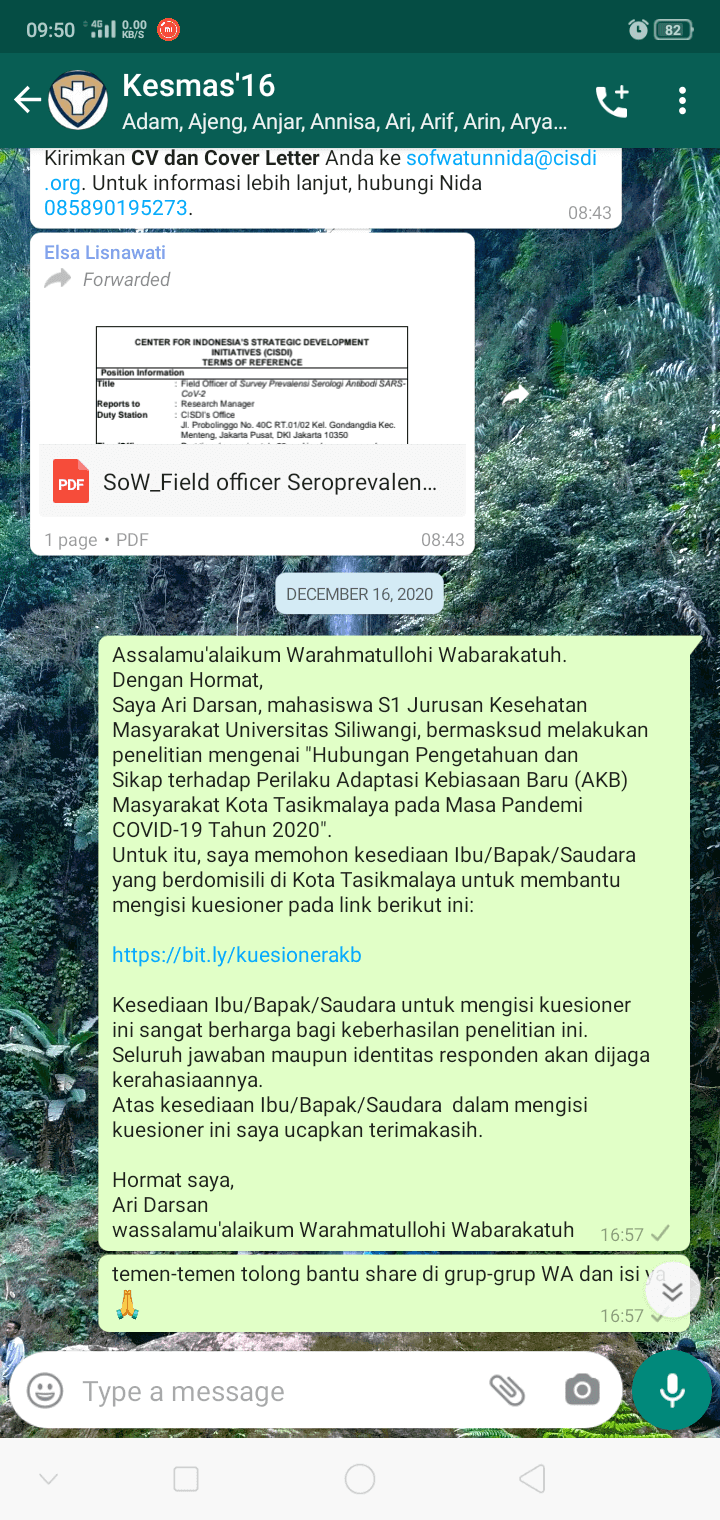 09:50 4G 0.00 KB/S 82
Kesmas'16
Adam, Ajeng, Anjar, Annisa, Ari, Arif, Arin, Arya...
Kirimkan CV dan Cover Letter Anda ke sofwatunnida@cisdi
.org. Untuk informasi lebih lanjut, hubungi Nida
085890195273.
08:43
Elsa Lisnawati
Forwarded
CENTER FOR INDONESIA'S STRATEGIC DEVELOPMENT
INITIATIVES (CISDI)
TERMS OF REFERENCE
Position Information
Title : Field Officer of Survey Prevalensi Serologi Antibodi SARS-
CoV-2
Reports to : Research Manager
Duty Station : CISDI's Office
Jl. Probolinggo No. 40C RT.01/02 Kel. Gondangdia Kec.
Menteng, Jakarta Pusat, DKI Jakarta 10350
PDF SoW_Field officer Seroprevalen...
1 page • PDF 08:43
DECEMBER 16, 2020
Assalamu'alaikum Warahmatullohi Wabarakatuh.
Dengan Hormat,
Saya Ari Darsan, mahasiswa S1 Jurusan Kesehatan
Masyarakat Universitas Siliwangi, bermasksud melakukan
penelitian mengenai "Hubungan Pengetahuan dan
Sikap terhadap Perilaku Adaptasi Kebiasaan Baru (AKB)
Masyarakat Kota Tasikmalaya pada Masa Pandemi
COVID-19 Tahun 2020".
Untuk itu, saya memohon kesediaan Ibu/Bapak/Saudara
yang berdomisili di Kota Tasikmalaya untuk membantu
mengisi kuesioner pada link berikut ini:
https://bit.ly/kuesionerakb
Kesediaan Ibu/Bapak/Saudara untuk mengisi kuesioner
ini sangat berharga bagi keberhasilan penelitian ini.
Seluruh jawaban maupun identitas responden akan dijaga
kerahasiaannya.
Atas kesediaan Ibu/Bapak/Saudara  dalam mengisi
kuesioner ini saya ucapkan terimakasih.
Hormat saya,
Ari Darsan
wassalamu'alaikum Warahmatullohi Wabarakatuh 16:57
temen-temen tolong bantu share di grup-grup WA dan isi ya
🙏
16:57
Type a message